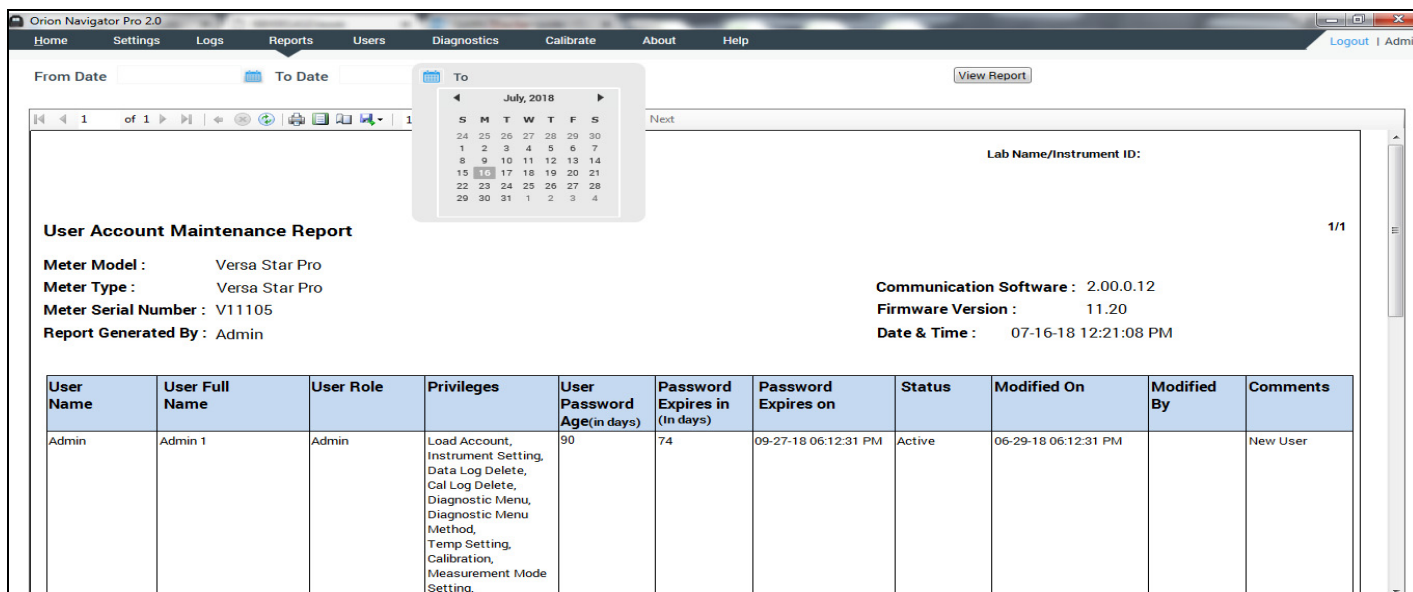 Orion Navigator Pro 2.0
Home Settings Logs Reports Users Diagnostics Calibrate About Help
Logout | Admi
From Date To Date To View Report
July, 2018
1 of 1 1 Next
S M T W T F S
24 25 26 27 28 29 30
1 2 3 4 5 6 7
8 9 10 11 12 13 14
15 16 17 18 19 20 21
22 23 24 25 26 27 28
29 30 31 1 2 3 4
Lab Name/Instrument ID:
User Account Maintenance Report 1/1
Meter Model : Versa Star Pro
Meter Type : Versa Star Pro Communication Software : 2.00.0.12
Meter Serial Number : V11105 Firmware Version : 11.20
Report Generated By : Admin Date & Time : 07-16-18 12:21:08 PM
User Name User Full Name User Role Privileges User Password Age(in days) Password Expires in (In days) Password Expires on Status Modified On Modified By Comments
Admin Admin 1 Admin Load Account, 90 74 09-27-18 06:12:31 PM Active 06-29-18 06:12:31 PM New User
Instrument Setting,
Data Log Delete,
Cal Log Delete,
Diagnostic Menu,
Diagnostic Menu
Method,
Temp Setting,
Calibration,
Measurement Mode
Setting,